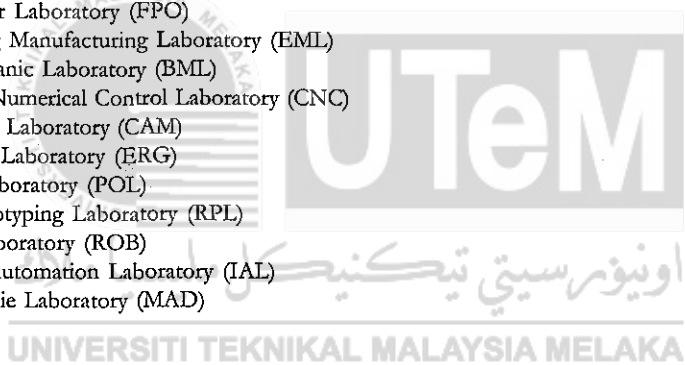 r Laboratory (FPO)
Manufacturing Laboratory (EML)
anic Laboratory (BML)
Numerical Control Laboratory (CNC)
Laboratory (CAM)
Laboratory (ERG)
boratory (POL)
otyping Laboratory (RPL)
boratory (ROB)
utomation Laboratory (IAL)
ie Laboratory (MAD)
UTeM
اونيۏرسيتي تيكنيكل مليسيا ملاك
UNIVERSITI TEKNIKAL MALAYSIA MELAKA